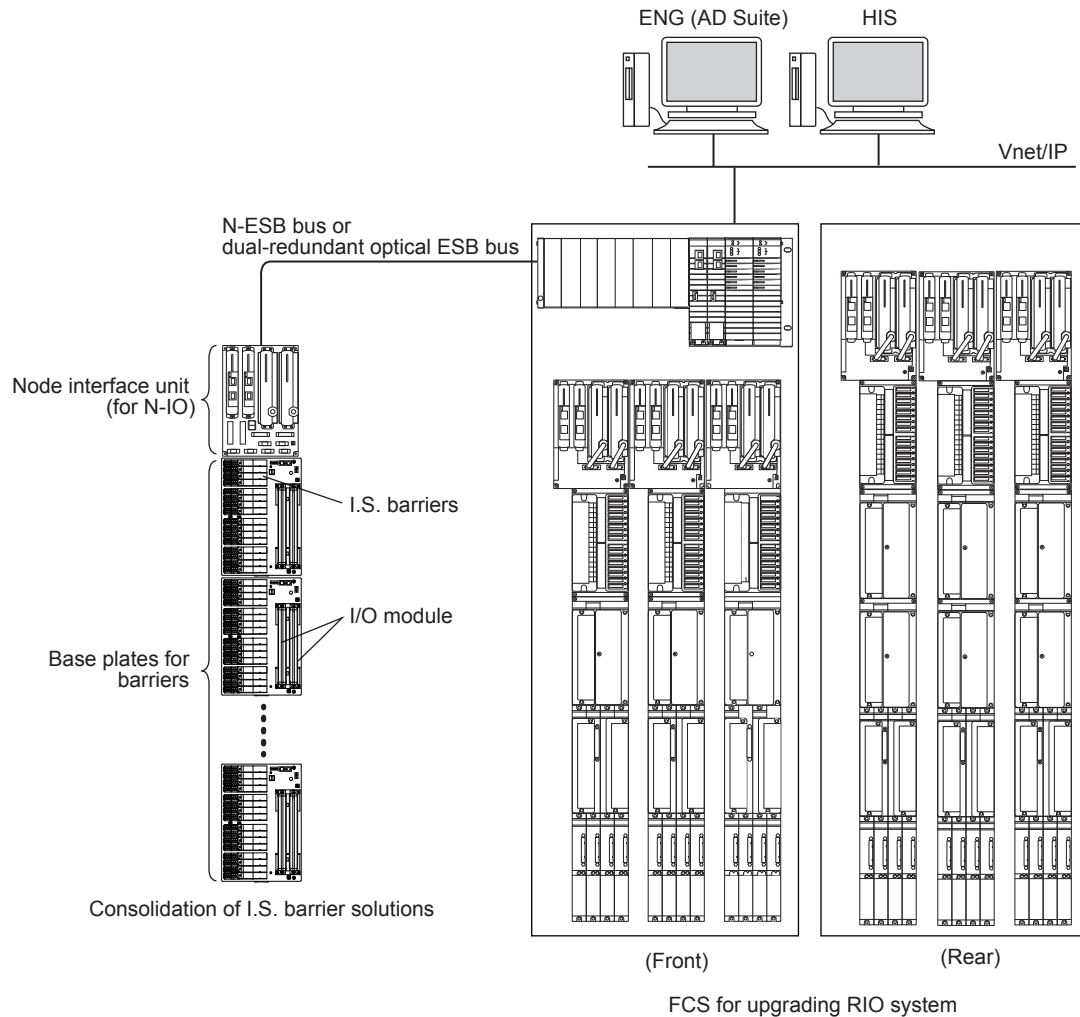 ENG (AD Suite)
HIS
Vnet/IP
N-ESB bus or
dual-redundant optical ESB bus
Node interface unit
(for N-IO)
I.S. barriers
I/O module
Base plates for
barriers
Consolidation of I.S. barrier solutions
(Front)
(Rear)
FCS for upgrading RIO system